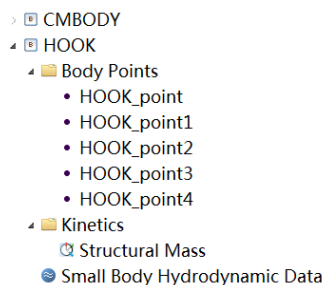 CMBODY
HOOK
Body Points
HOOK_point
HOOK_point1
HOOK_point2
HOOK_point3
HOOK_point4
Kinetics
Structural Mass
Small Body Hydrodynamic Data